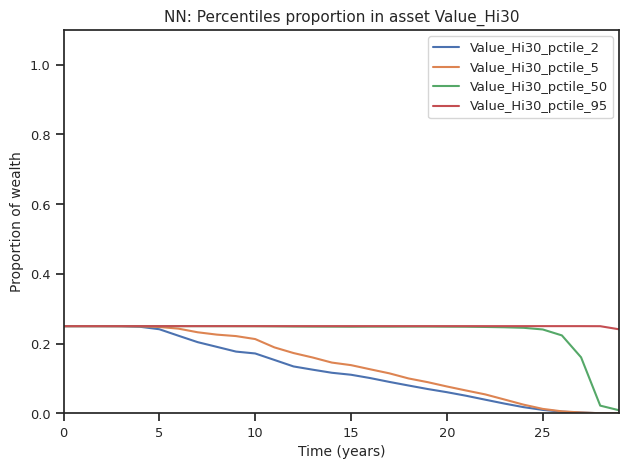 NN: Percentiles proportion in asset Value_Hi30
Value_Hi30_pctile_2
Value_Hi30_pctile_5
Value_Hi30_pctile_50
Value_Hi30_pctile_95
Proportion of wealth
1.0
0.8
0.6
0.4
0.2
0.0
0 5 10 15 20 25
Time (years)